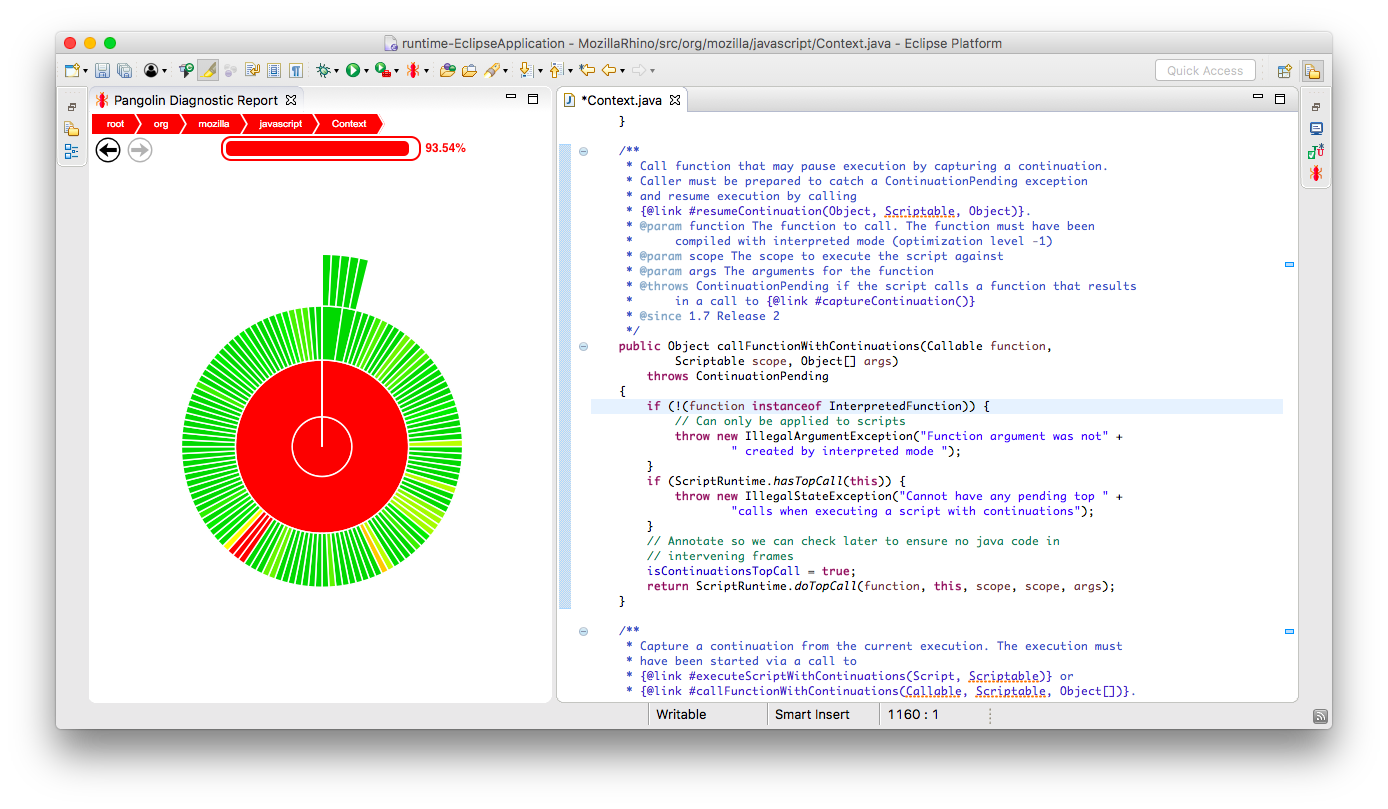 runtime-EclipseApplication - MozillaRhino/src/org/mozilla/javascript/Context.java - Eclipse Platform
Quick Access
Pangolin Diagnostic Report
root org mozilla javascript Context
93.54%
*Context.java
}
/**
* Call function that may pause execution by capturing a continuation.
* Caller must be prepared to catch a ContinuationPending exception
* and resume execution by calling
* {@link #resumeContinuation(Object, Scriptable, Object)}.
* @param function The function to call. The function must have been
* compiled with interpreted mode (optimization level -1)
* @param scope The scope to execute the script against
* @param args The arguments for the function
* @throws ContinuationPending if the script calls a function that results
* in a call to {@link #captureContinuation()}
* @since 1.7 Release 2
*/
public Object callFunctionWithContinuations(Callable function,
Scriptable scope, Object[] args)
throws ContinuationPending
{
if (!(function instanceof InterpretedFunction)) {
// Can only be applied to scripts
throw new IllegalArgumentException("Function argument was not" +
" created by interpreted mode ");
}
if (ScriptRuntime.hasTopCall(this)) {
throw new IllegalStateException("Cannot have any pending top " +
"calls when executing a script with continuations");
}
// Annotate so we can check later to ensure no java code in
// intervening frames
isContinuationsTopCall = true;
return ScriptRuntime.doTopCall(function, this, scope, scope, args);
}
/**
* Capture a continuation from the current execution. The execution must
* have been started via a call to
* {@link #executeScriptWithContinuations(Script, Scriptable)} or
* {@link #callFunctionWithContinuations(Callable, Scriptable, Object[])}.
Writable
Smart Insert
1160 : 1